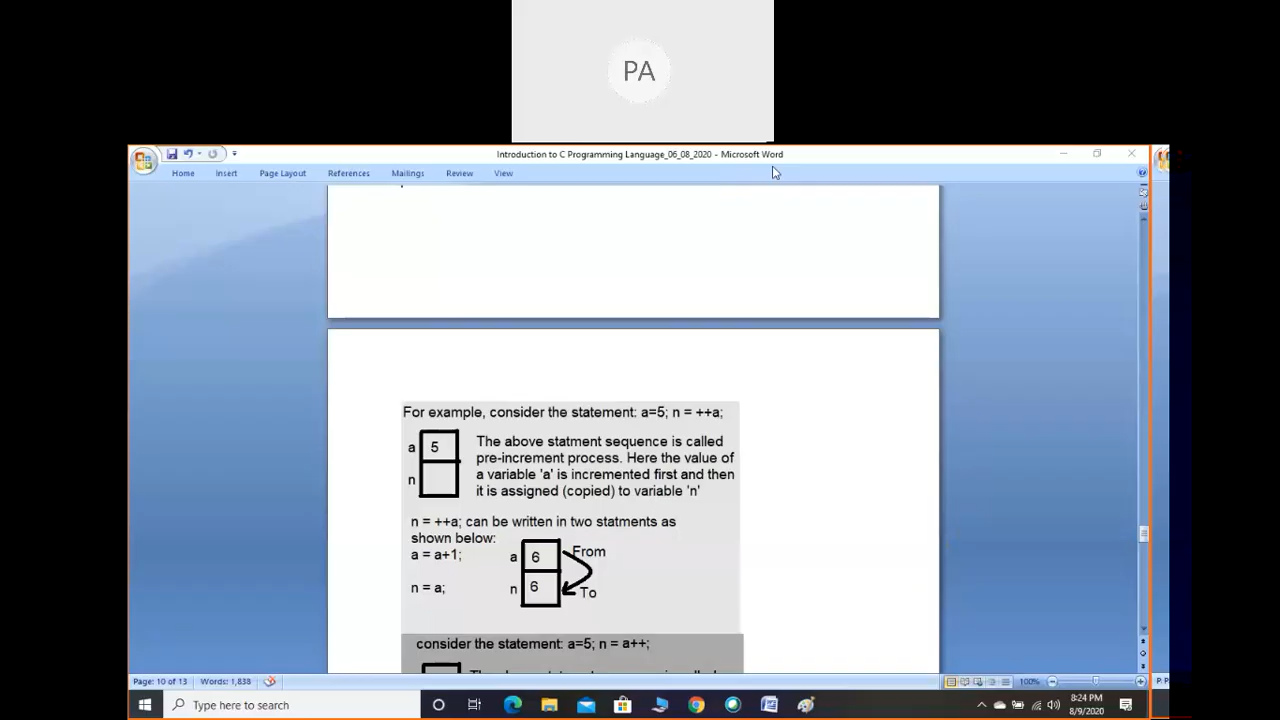 PA
Introduction to C Programming Language_06_08_2020 - Microsoft Word
Home Insert Page Layout References Mailings Review View
For example, consider the statement: a=5; n = ++a;
a 5
n
The above statment sequence is called
pre-increment process. Here the value of
a variable 'a' is incremented first and then
it is assigned (copied) to variable 'n'
n = ++a; can be written in two statments as
shown below:
a = a+1;
n = a;
a 6 From
n 6 To
consider the statement: a=5; n = a++;
Page: 10 of 13 Words: 1,838 100%
Type here to search
8:24 PM
8/9/2020